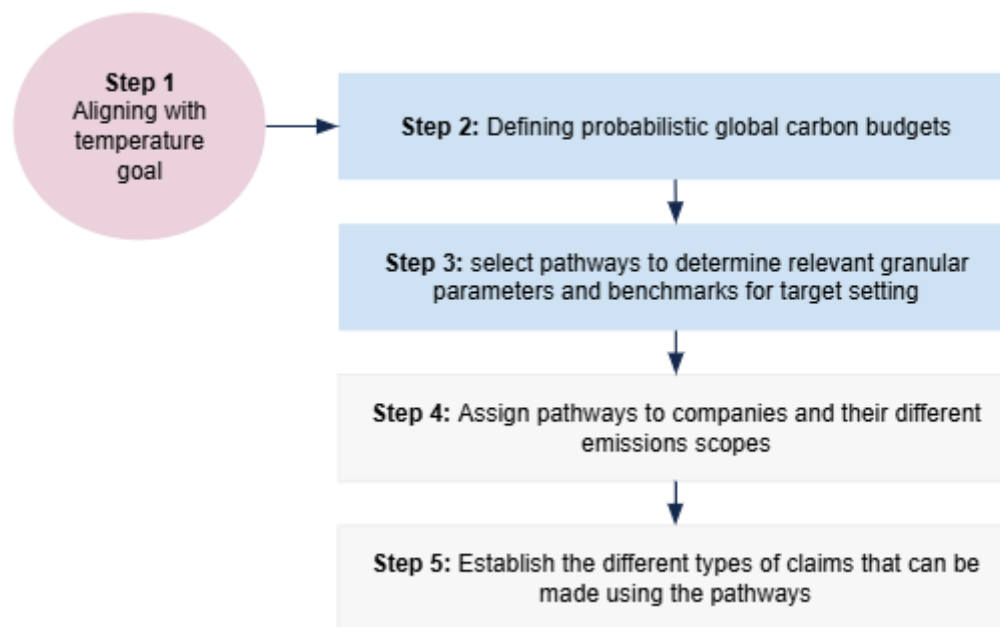 Step 1
Aligning with
temperature
goal
Step 2: Defining probabilistic global carbon budgets
Step 3: select pathways to determine relevant granular
parameters and benchmarks for target setting
Step 4: Assign pathways to companies and their different
emissions scopes
Step 5: Establish the different types of claims that can be
made using the pathways